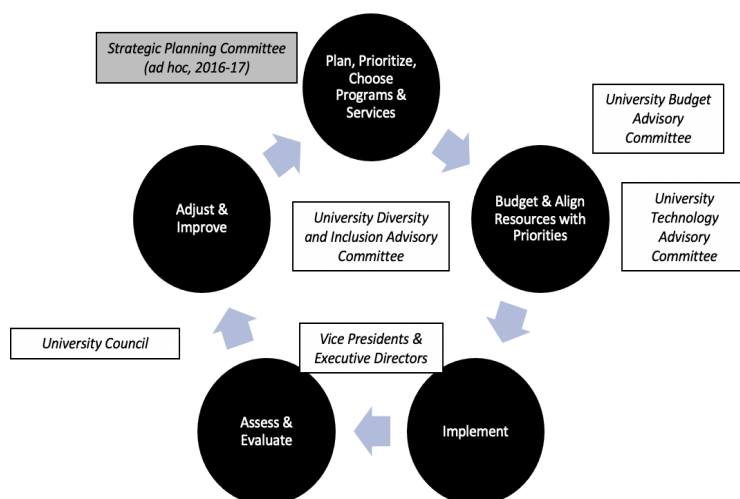 Strategic Planning Committee
(ad hoc, 2016-17)
Plan, Prioritize,
Choose
Programs &
Services
University Budget
Advisory
Committee
Adjust &
Improve
University Diversity
and Inclusion Advisory
Committee
Budget & Align
Resources with
Priorities
University
Technology
Advisory
Committee
University Council
Vice Presidents &
Executive Directors
Assess &
Evaluate
Implement